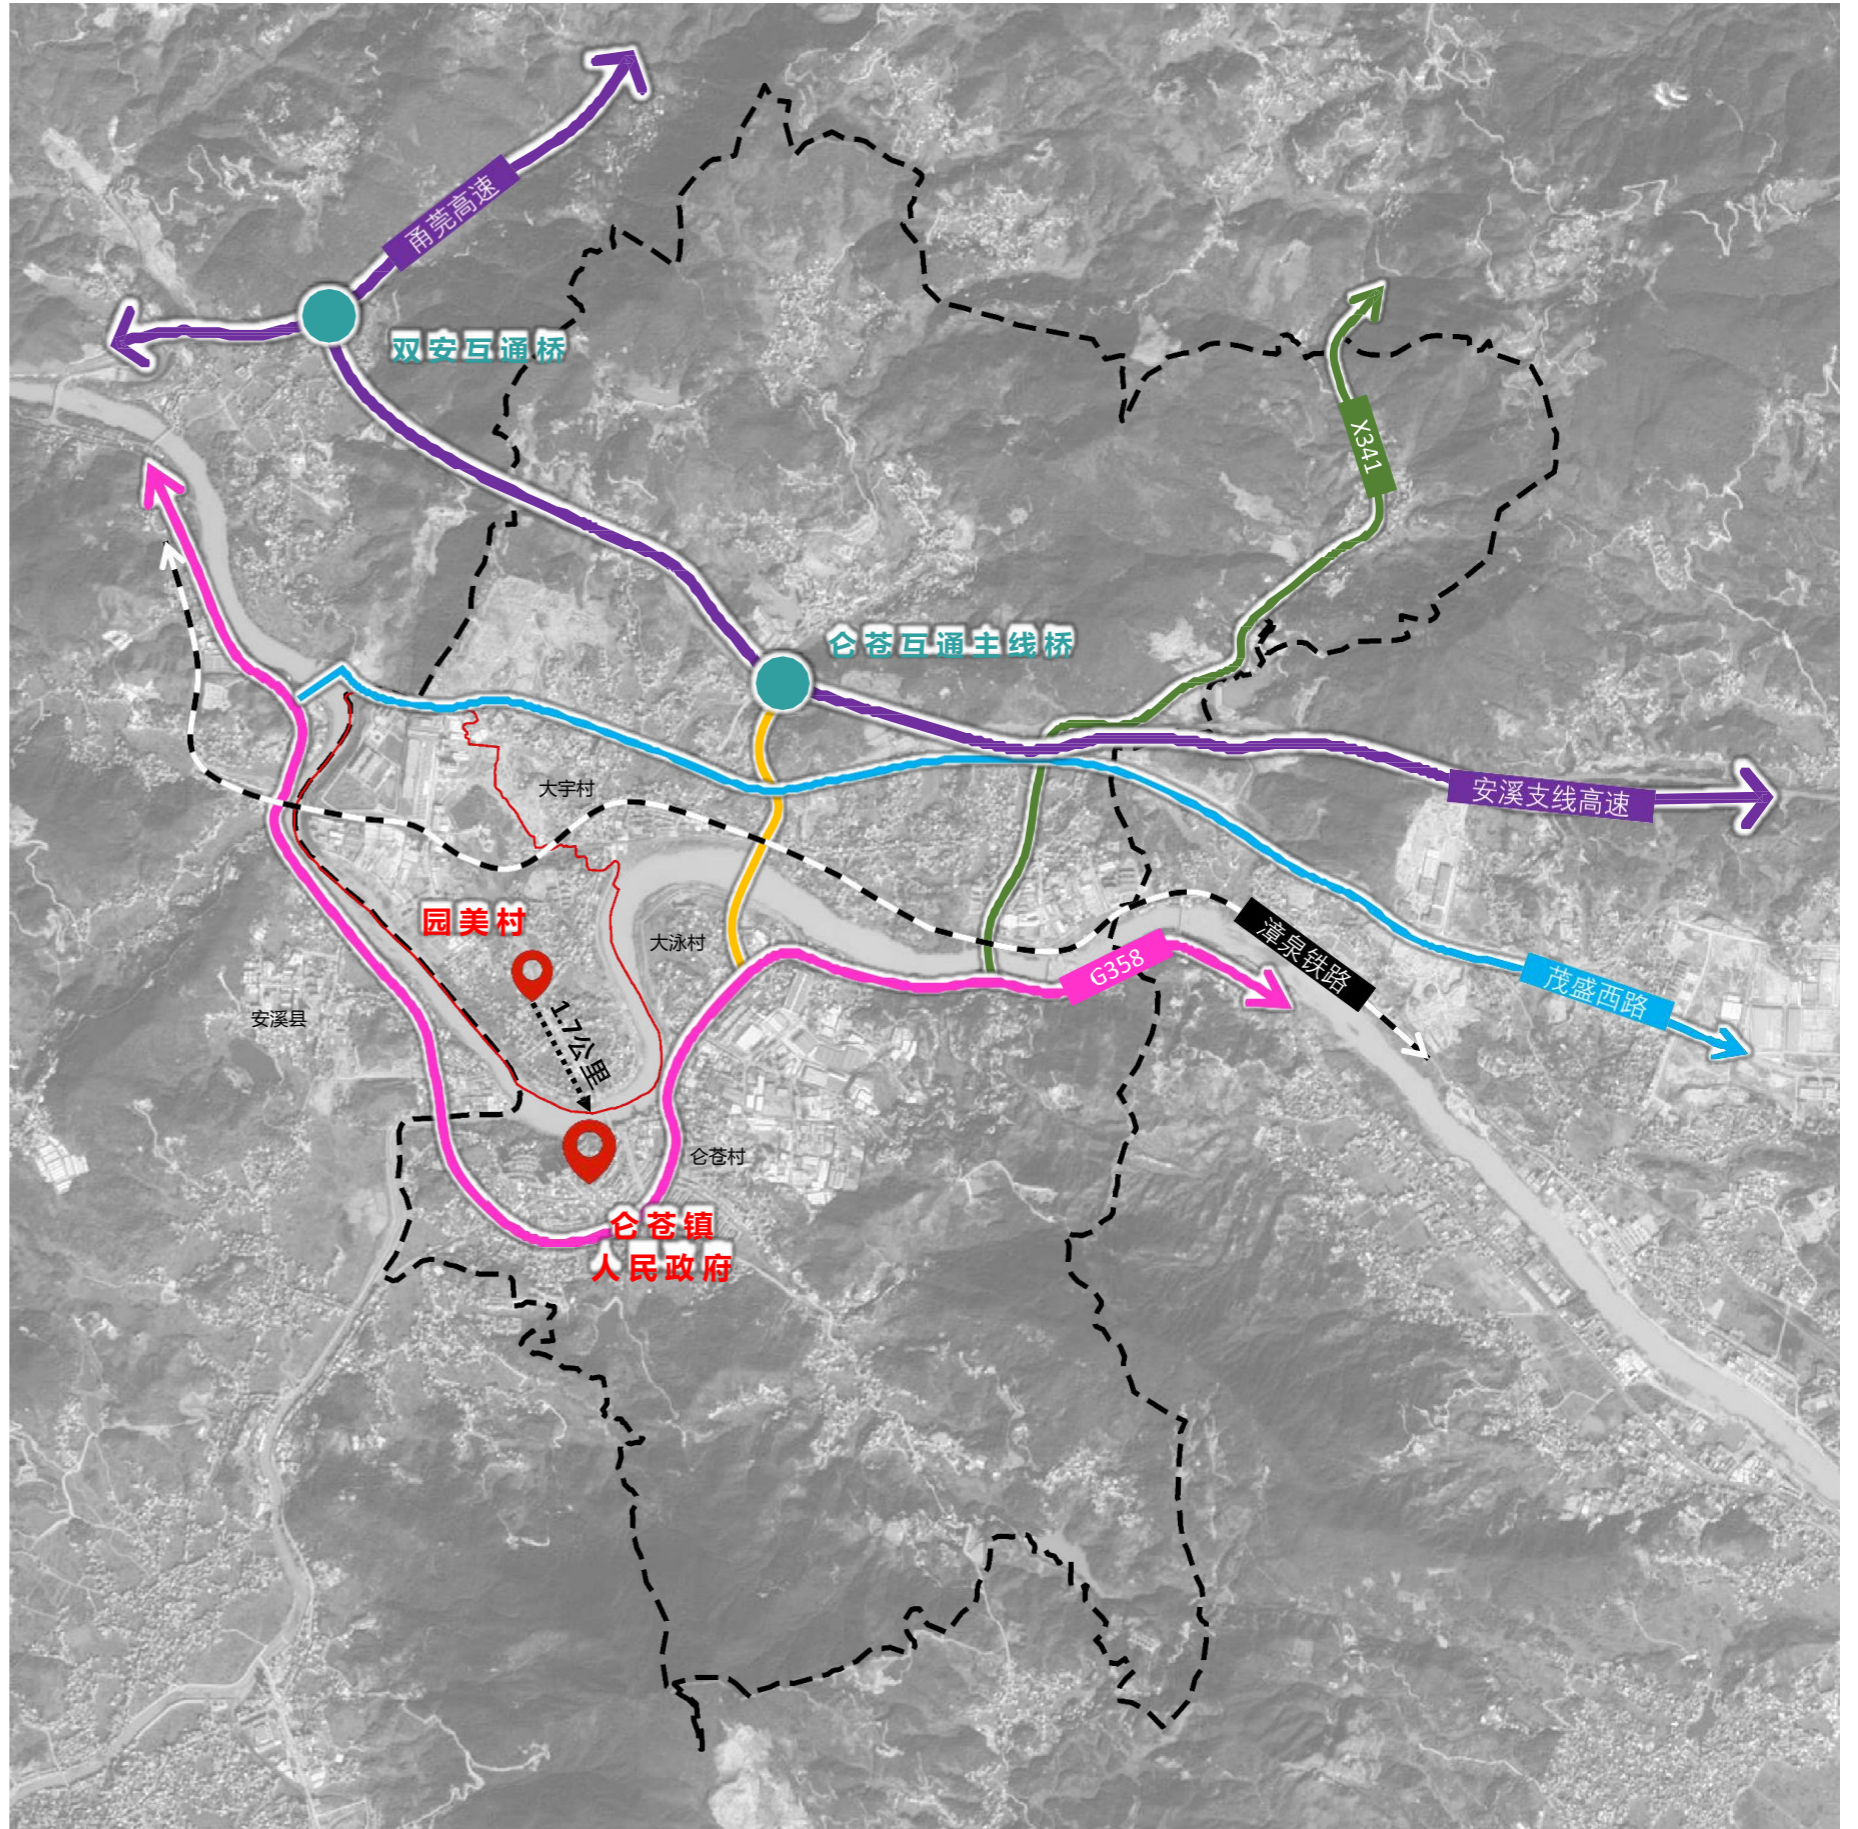 甬莞高速
双安互通桥
X341
仑苍互通主线桥
安溪支线高速
大宇村
园美村
大泳村
G358
漳泉铁路
茂盛西路
安溪县
1.7公里
仑苍村
仑苍镇
人民政府